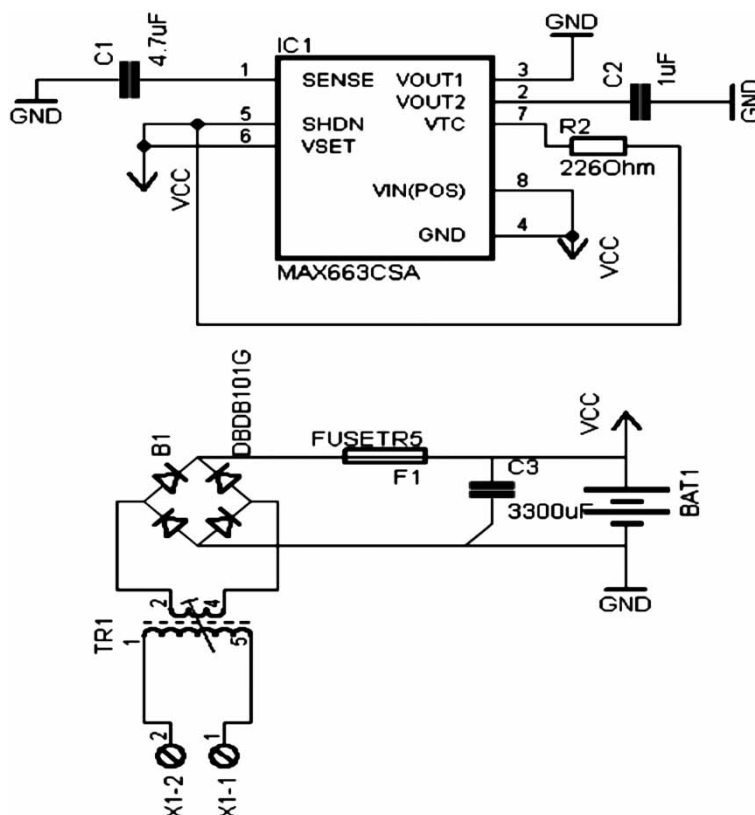 C1
4.7uF
GND
IC1
GND
1
SENSE
VOUT1
3
C2
1uF
VOUT2
2
GND
5
SHDN
VTC
7
R2
6
VSET
226Ohm
VCC
VIN(POS)
8
GND
4
VCC
MAX663CSA
B1
DBDB101G
FUSETR5
F1
C3
3300uF
VCC
BAT1
GND
2
4
TR1
1
5
2
1
X1-2
X1-1